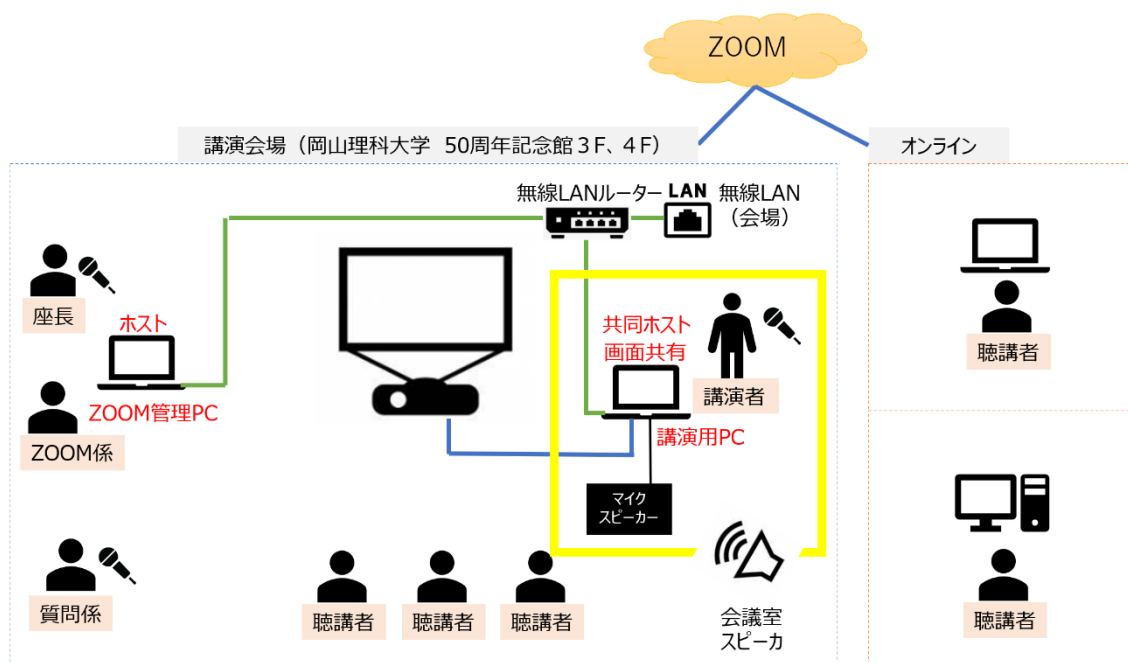 ZOOM
講演会場（岡山理科大学　50周年記念館３F、４F）
オンライン
無線LANルーター
LAN
無線LAN
（会場）
座長
ホスト
ZOOM管理PC
ZOOM係
共同ホスト
画面共有
講演者
講演用PC
マイク
スピーカー
聴講者
聴講者
質問係
聴講者
聴講者
聴講者
会議室
スピーカ